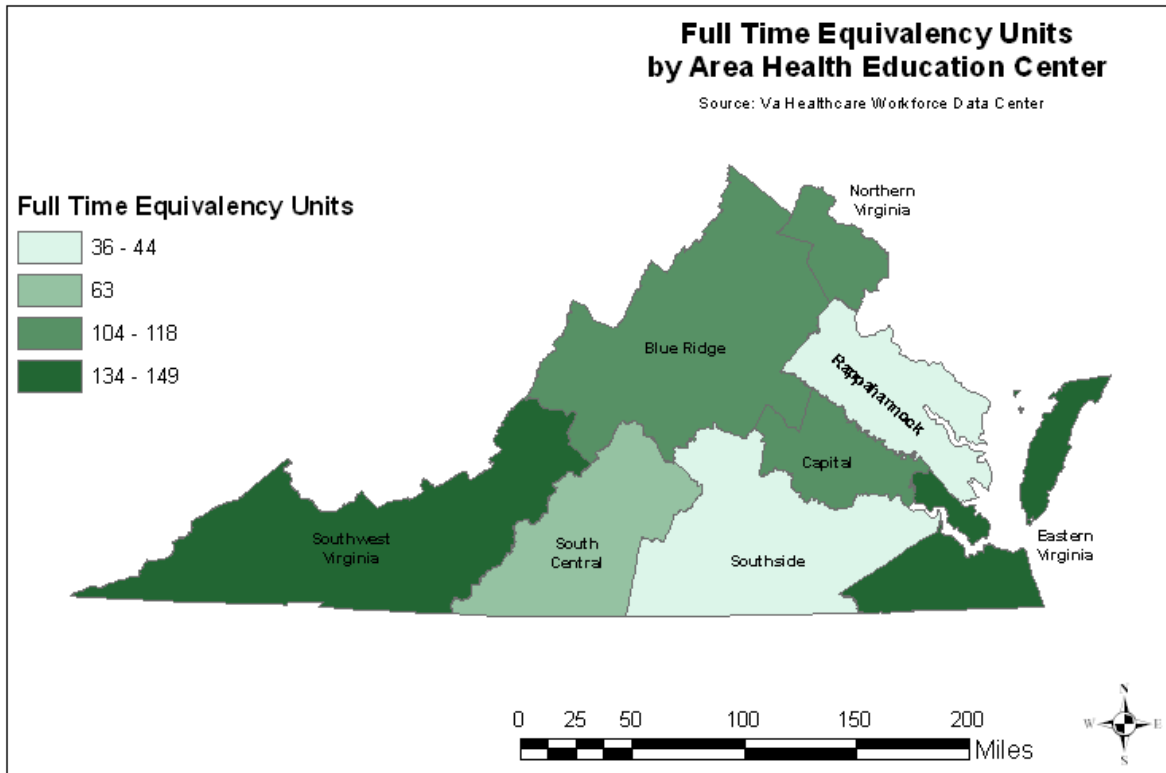 Full Time Equivalency Units
by Area Health Education Center
Source: Va Healthcare Workforce Data Center
Full Time Equivalency Units
36 - 44
63
104 - 118
134 - 149
Northern
Virginia
Blue Ridge
Rappahannock
Capital
Southwest
Virginia
South
Central
Southside
Eastern
Virginia
0 25 50 100 150 200
Miles
N
W E
S